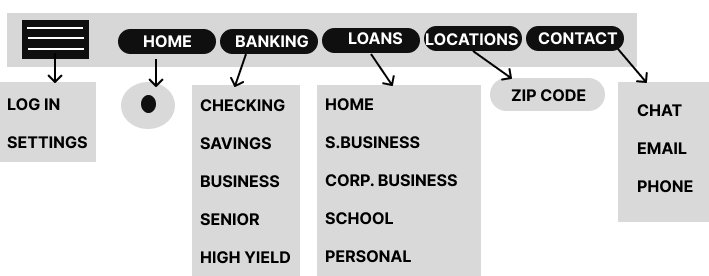 HOME
BANKING
LOANS
LOCATIONS
CONTACT
LOG IN
SETTINGS
CHECKING
SAVINGS
BUSINESS
SENIOR
HIGH YIELD
HOME
S.BUSINESS
CORP. BUSINESS
SCHOOL
PERSONAL
ZIP CODE
CHAT
EMAIL
PHONE